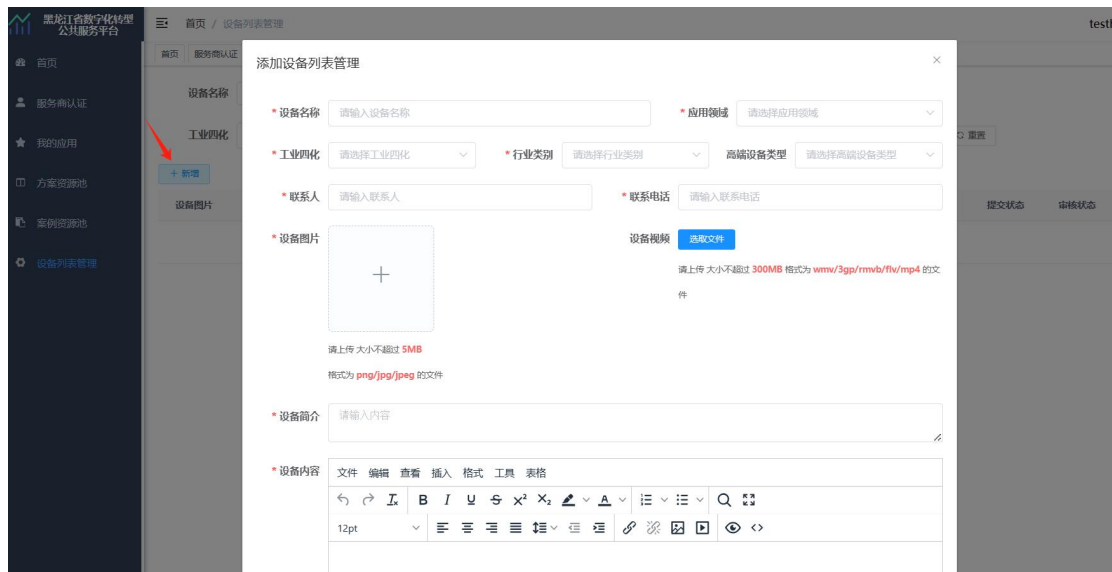 黑龙江省数字化转型
公共服务平台
首页 / 设备列表管理
testl
首页
服务商认证
我的应用
方案资源池
案例资源池
设备列表管理
首页 服务商认证
设备名称
工业四化
重置
+ 新增
设备图片
提交状态 审核状态
添加设备列表管理
* 设备名称 请输入设备名称 * 应用领域 请选择应用领域
* 工业四化 请选择工业四化 * 行业类别 请选择行业类别 高端设备类型 请选择高端设备类型
* 联系人 请输入联系人 * 联系电话 请输入联系电话
* 设备图片 设备视频 选取文件
请上传 大小不超过 300MB 格式为 wmv/3gp/rmvb/flv/mp4 的文
件
请上传 大小不超过 5MB
格式为 png/jpg/jpeg 的文件
* 设备简介 请输入内容
* 设备内容 文件 编辑 查看 插入 格式 工具 表格
12pt